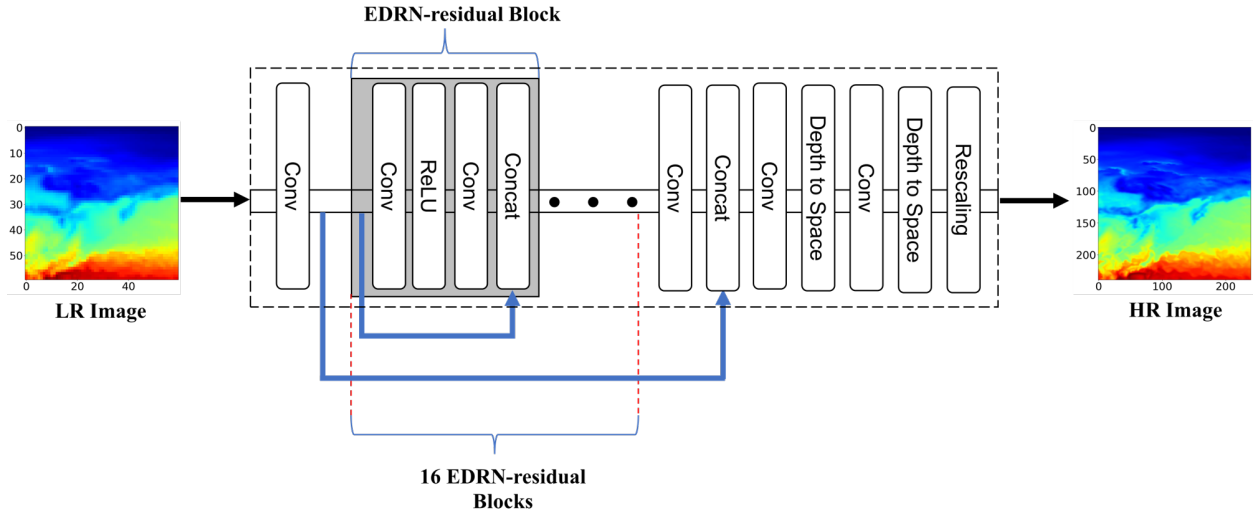 EDRN-residual Block
Conv
Conv
ReLU
Conv
Concat
Conv
Concat
Conv
Depth to Space
Conv
Depth to Space
Rescaling
0
10
20
30
40
50
0
20
40
LR Image
0
50
100
150
200
0
100
200
HR Image
16 EDRN-residual
Blocks